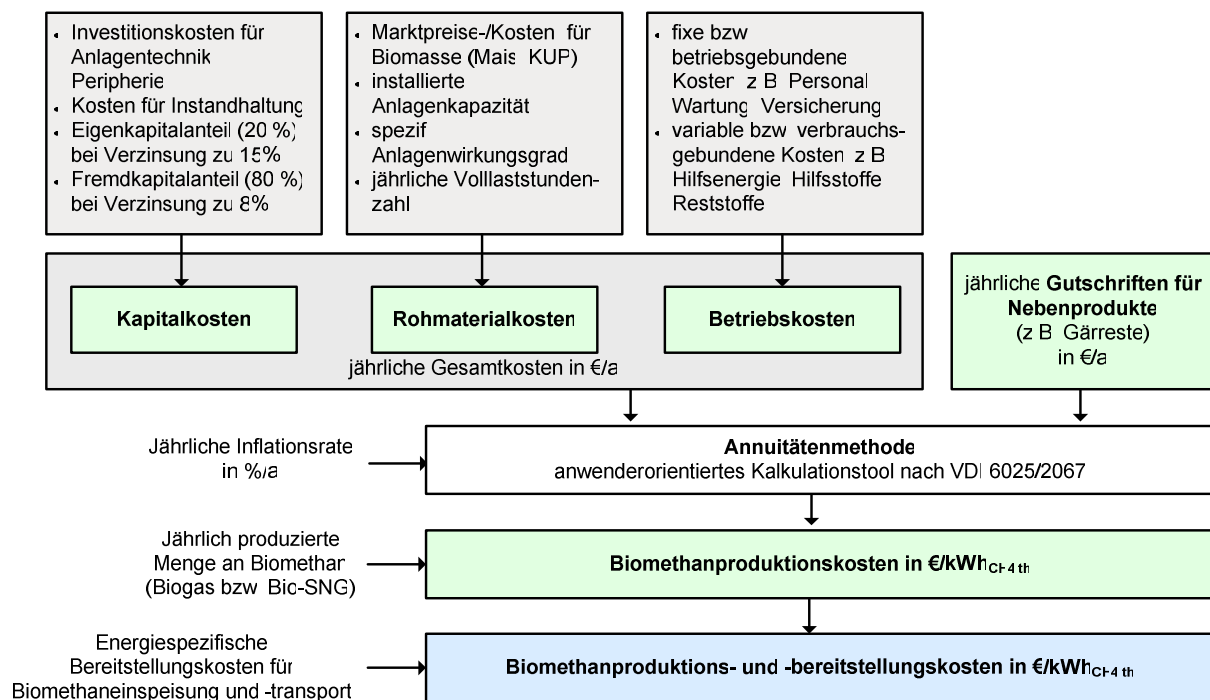 • Investitionskosten für
Anlagentechnik
Peripherie
• Kosten für Instandhaltung
• Eigenkapitalanteil (20 %)
bei Verzinsung zu 15%
• Fremdkapitalanteil (80 %)
bei Verzinsung zu 8%
• Marktpreise-/Kosten für
Biomasse (Mais KUP)
• installierte
Anlagenkapazität
• spezif
Anlagenwirkungsgrad
• jährliche Volllaststunden-
zahl
• fixe bzw
betriebsgebundene
Kosten z B Personal
Wartung Versicherung
• variable bzw verbrauchs-
gebundene Kosten z B
Hilfsenergie Hilfsstoffe
Reststoffe
Kapitalkosten
Rohmaterialkosten
Betriebskosten
jährliche Gesamtkosten in €/a
jährliche Gutschriften für
Nebenprodukte
(z B Gärreste)
in €/a
Jährliche Inflationsrate
in %/a
Annuitätenmethode
anwenderorientiertes Kalkulationstool nach VDI 6025/2067
Jährlich produzierte
Menge an Biomethan
(Biogas bzw Bio-SNG)
Biomethanproduktionskosten in €/kWhCH4 th
Energiespezifische
Bereitstellungskosten für
Biomethaneinspeisung und -transport
Biomethanproduktions- und -bereitstellungskosten in €/kWhCH4 th